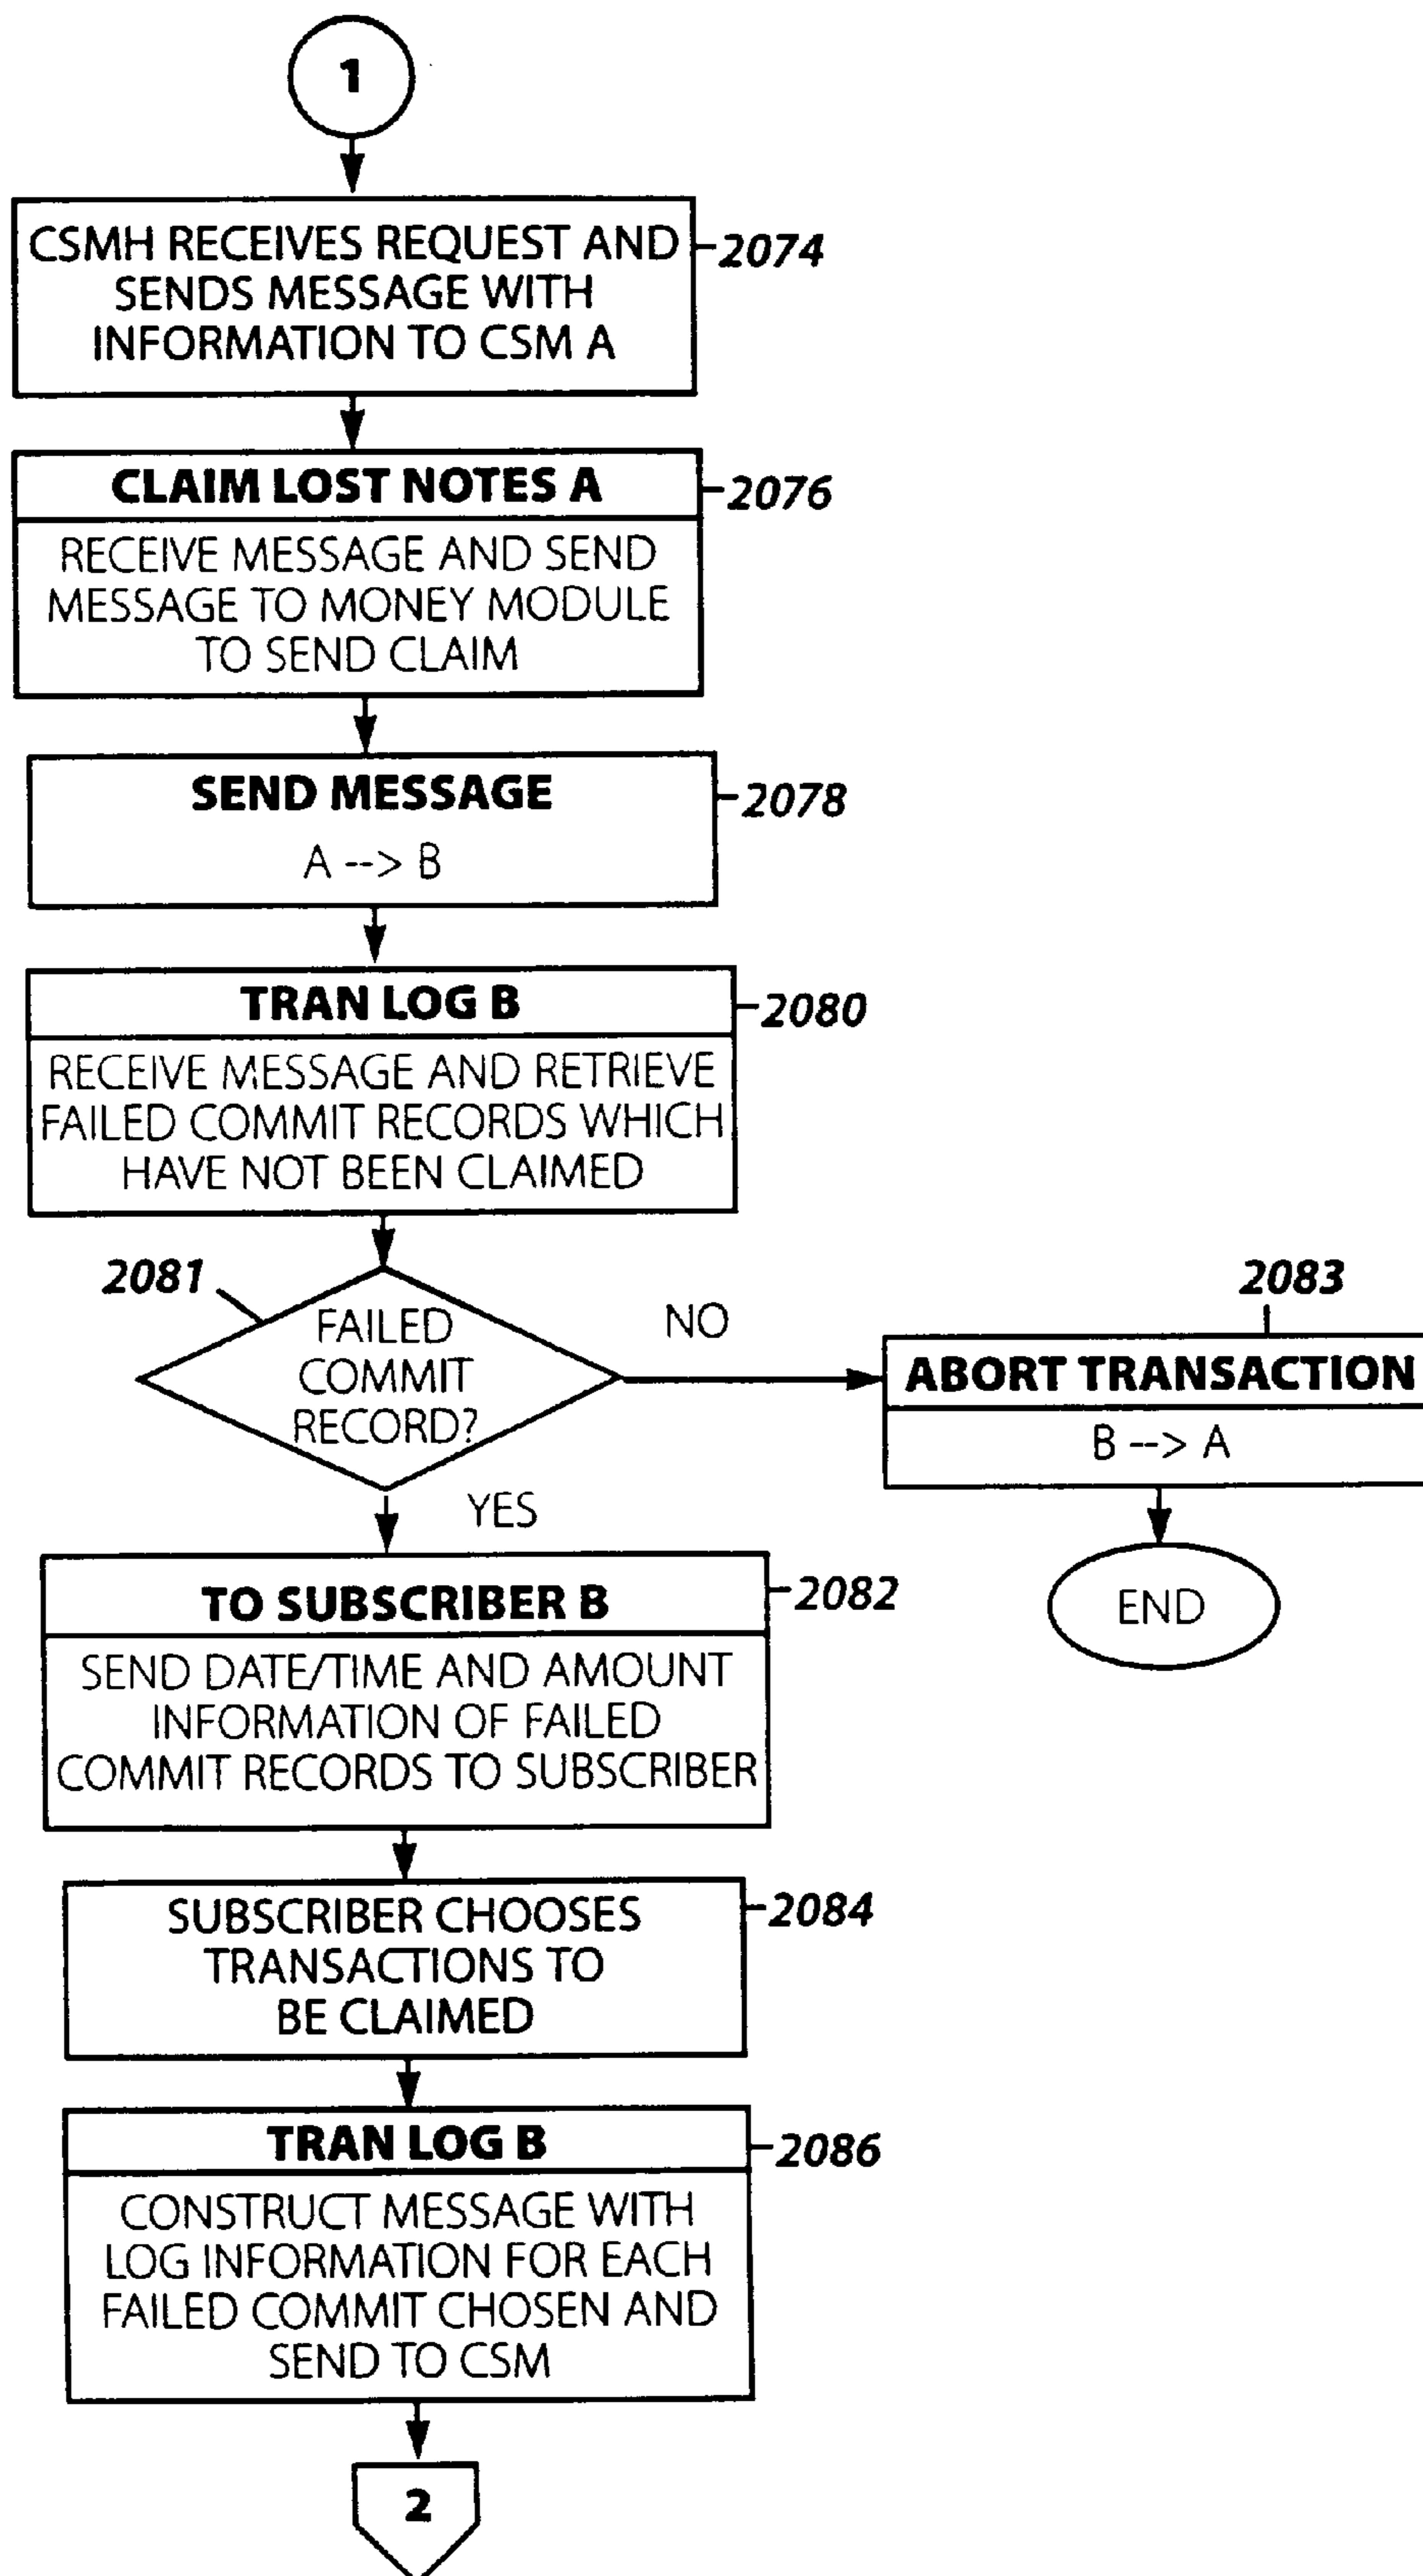 1
CSMH RECEIVES REQUEST AND
SENDS MESSAGE WITH
INFORMATION TO CSM A
2074
CLAIM LOST NOTES A
2076
RECEIVE MESSAGE AND SEND
MESSAGE TO MONEY MODULE
TO SEND CLAIM
SEND MESSAGE
2078
A --> B
TRAN LOG B
2080
RECEIVE MESSAGE AND RETRIEVE
FAILED COMMIT RECORDS WHICH
HAVE NOT BEEN CLAIMED
2081
FAILED
COMMIT
RECORD?
NO
2083
ABORT TRANSACTION
B --> A
END
YES
TO SUBSCRIBER B
2082
SEND DATE/TIME AND AMOUNT
INFORMATION OF FAILED
COMMIT RECORDS TO SUBSCRIBER
SUBSCRIBER CHOOSES
TRANSACTIONS TO
BE CLAIMED
2084
TRAN LOG B
2086
CONSTRUCT MESSAGE WITH
LOG INFORMATION FOR EACH
FAILED COMMIT CHOSEN AND
SEND TO CSM
2